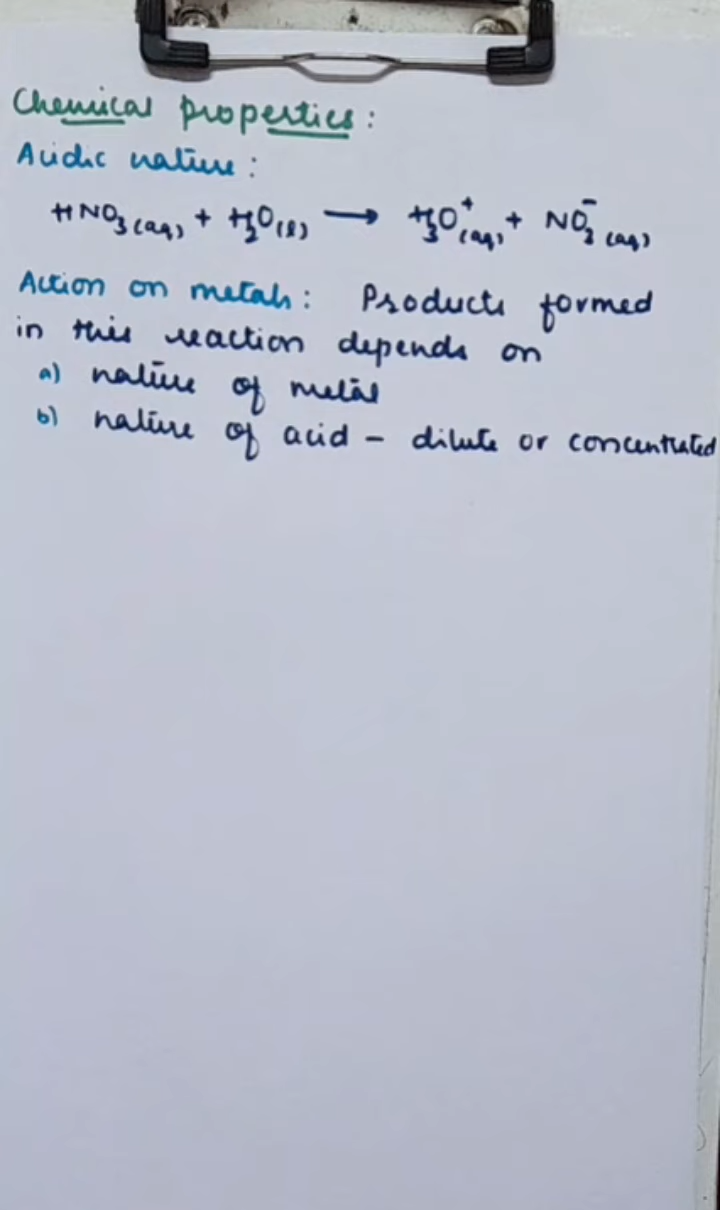 Chemical properties:
Acidic nature:
HNO₃(aq) + H₂O(l) → H₃O⁺(aq) + NO₃⁻(aq)
Action on metals: Products formed
in this reaction depends on
a) nature of metal
b) nature of acid - dilute or concentrated